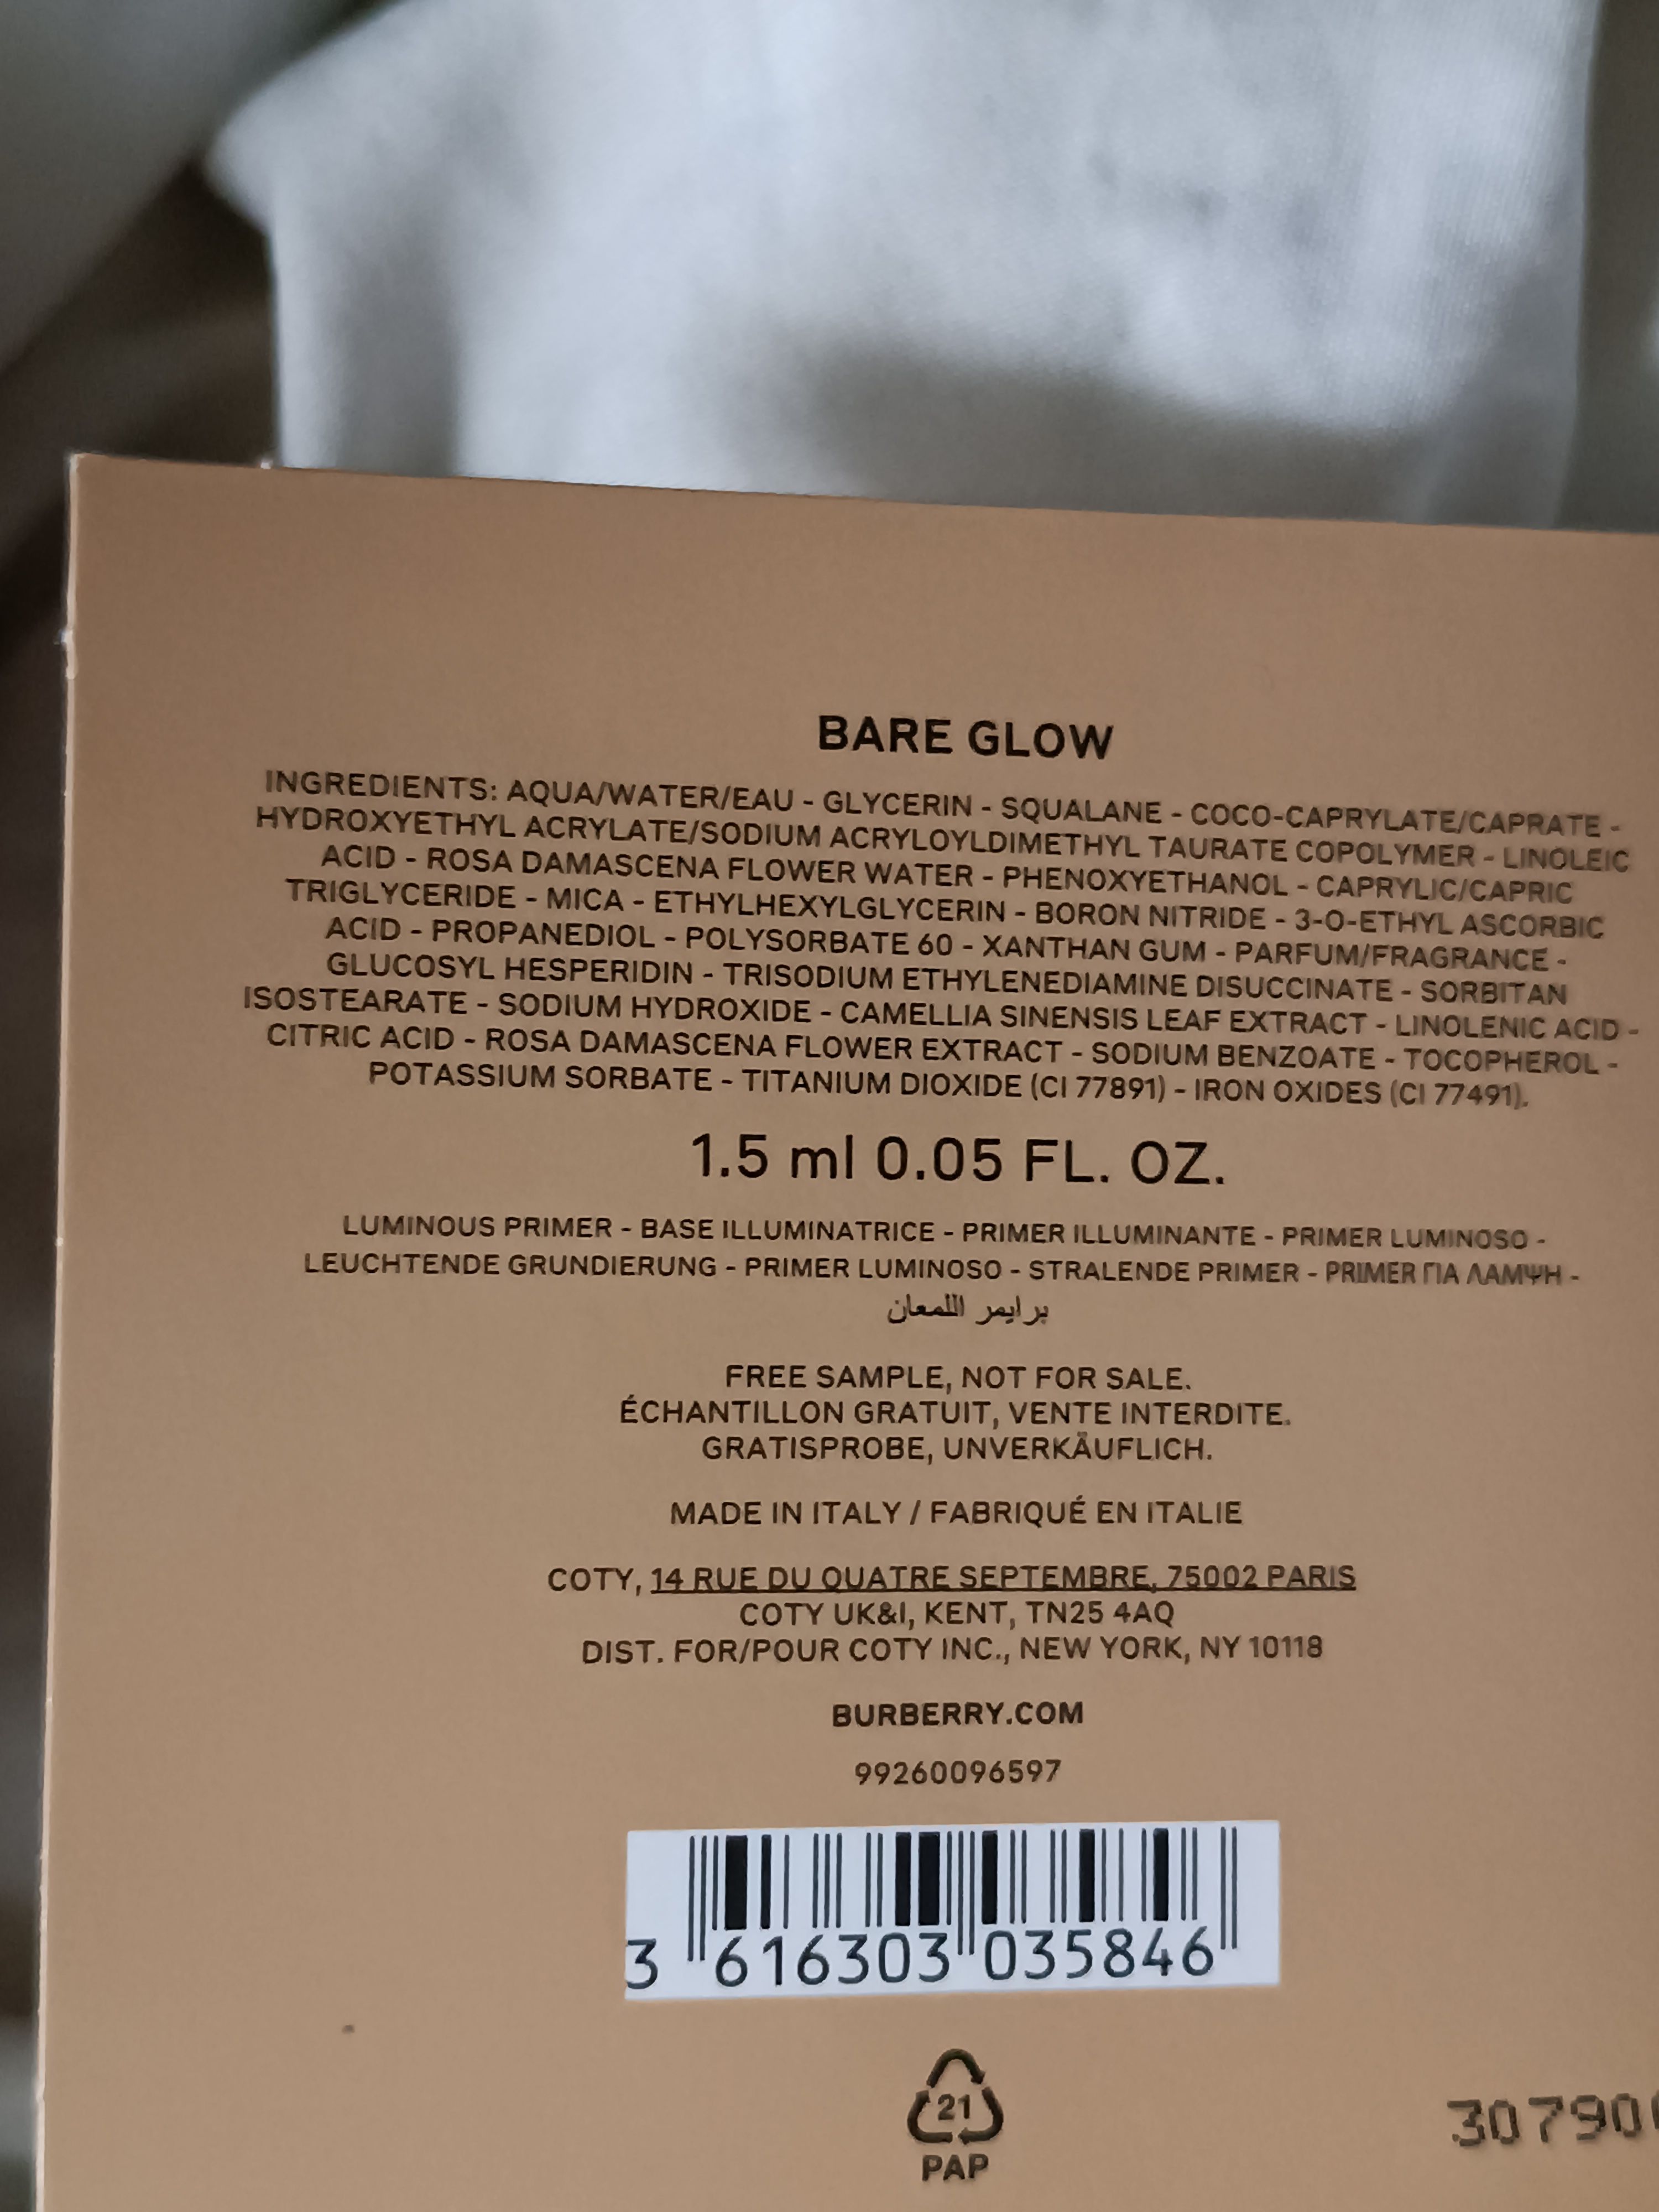 BARE GLOW
INGREDIENTS: AQUA/WATER/EAU - GLYCERIN - SQUALANE - COCO-CAPRYLATE/CAPRATE -
HYDROXYETHYL ACRYLATE/SODIUM ACRYLOYLDIMETHYL TAURATE COPOLYMER - LINOLEIC
ACID - ROSA DAMASCENA FLOWER WATER - PHENOXYETHANOL - CAPRYLIC/CAPRIC
TRIGLYCERIDE - MICA - ETHYLHEXYLGLYCERIN - BORON NITRIDE - 3-O-ETHYL ASCORBIC
ACID - PROPANEDIOL - POLYSORBATE 60 - XANTHAN GUM - PARFUM/FRAGRANCE -
GLUCOSYL HESPERIDIN - TRISODIUM ETHYLENEDIAMINE DISUCCINATE - SORBITAN
ISOSTEARATE - SODIUM HYDROXIDE - CAMELLIA SINENSIS LEAF EXTRACT - LINOLENIC ACID -
CITRIC ACID - ROSA DAMASCENA FLOWER EXTRACT - SODIUM BENZOATE - TOCOPHEROL -
POTASSIUM SORBATE - TITANIUM DIOXIDE (CI 77891) - IRON OXIDES (CI 77491).
1.5 ml 0.05 FL. OZ.
LUMINOUS PRIMER - BASE ILLUMINATRICE - PRIMER ILLUMINANTE - PRIMER LUMINOSO -
LEUCHTENDE GRUNDIERUNG - PRIMER LUMINOSO - STRALENDE PRIMER - PRIMER ΓΙΑ ΛΑΜΨΗ -
برايمر اللمعان
FREE SAMPLE, NOT FOR SALE.
ÉCHANTILLON GRATUIT, VENTE INTERDITE.
GRATISPROBE, UNVERKÄUFLICH.
MADE IN ITALY / FABRIQUÉ EN ITALIE
COTY, 14 RUE DU QUATRE SEPTEMBRE, 75002 PARIS
COTY UK&I, KENT, TN25 4AQ
DIST. FOR/POUR COTY INC., NEW YORK, NY 10118
BURBERRY.COM
99260096597
3 616303 035846
21
PAP